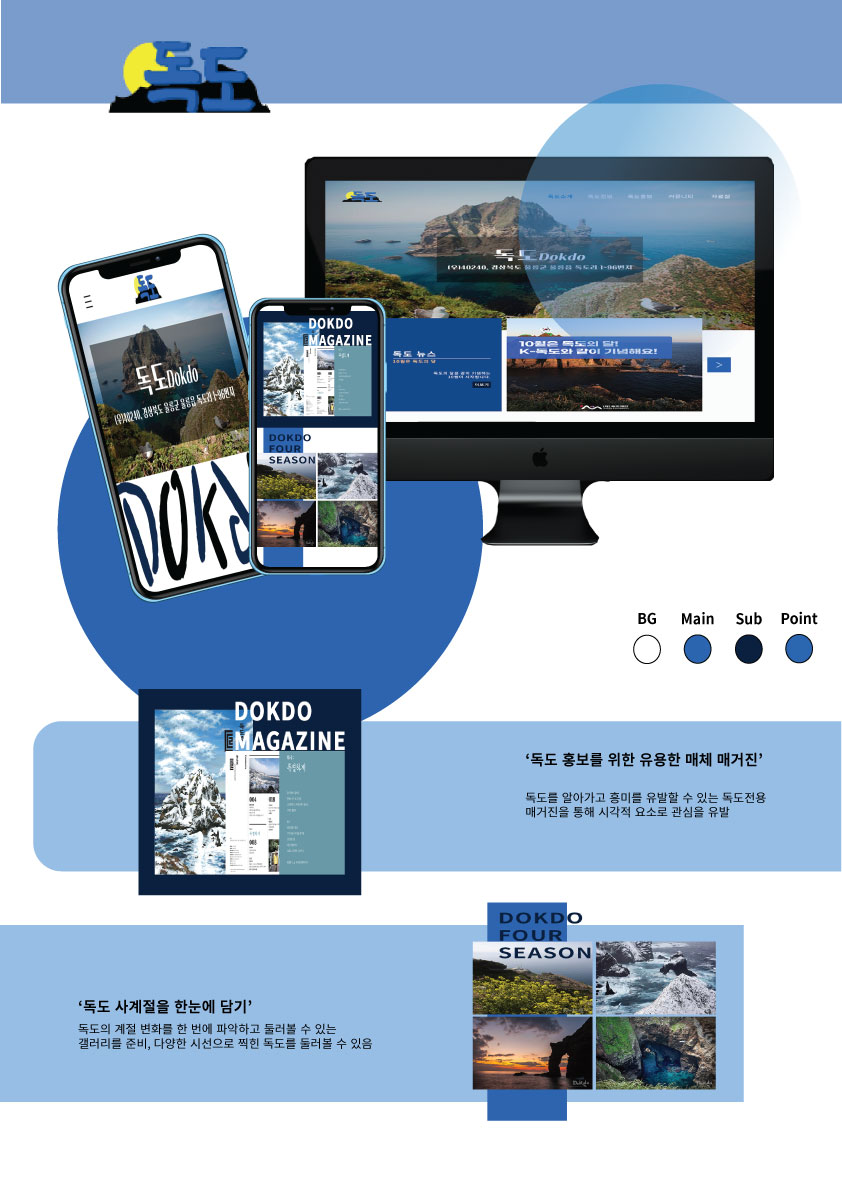 독도
독도
독도소개
커뮤니티
자료실
독도Dokdo
(우)40240, 경상북도 울릉군 울릉읍 독도리 1-96번지
독도 뉴스
10월은 독도의 달
더보기
10월은 독도의 달!
K-독도와 같이 기념해요!
>
독도Dokdo
(우)40240, 경상북도 울릉군 울릉읍 독도리 1-96번지
DOKD
DOKDO
MAGAZINE
DOKDO
FOUR
SEASON
BG Main Sub Point
DOKDO
MAGAZINE
004
008
‘독도 홍보를 위한 유용한 매체 매거진’
독도를 알아가고 흥미를 유발할 수 있는 독도전용
매거진을 통해 시각적 요소로 관심을 유발
DOKDO
FOUR
SEASON
‘독도 사계절을 한눈에 담기’
독도의 계절 변화를 한 번에 파악하고 둘러볼 수 있는
갤러리를 준비, 다양한 시선으로 찍힌 독도를 둘러볼 수 있음